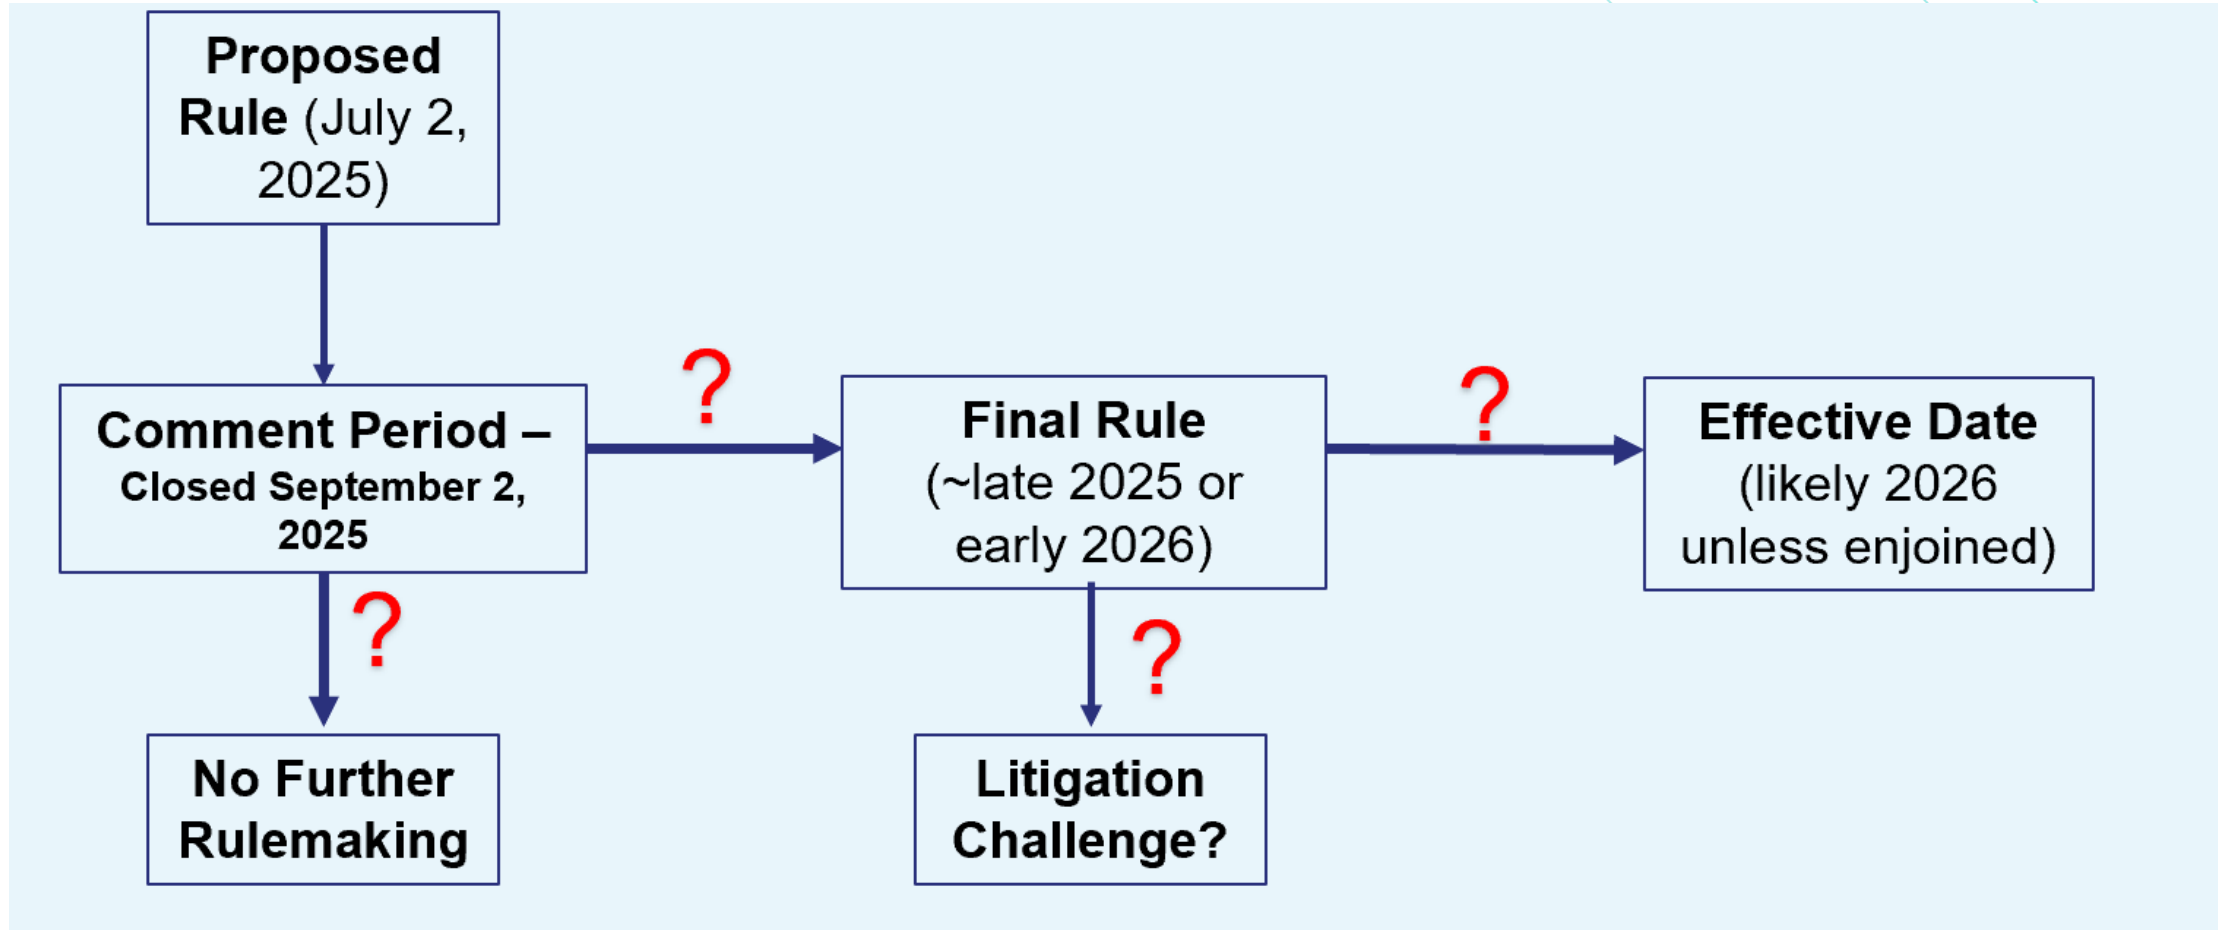 Proposed
Rule (July 2,
2025)
Comment Period –
Closed September 2,
2025
?
Final Rule
(~late 2025 or
early 2026)
?
Effective Date
(likely 2026
unless enjoined)
?
?
No Further
Rulemaking
Litigation
Challenge?